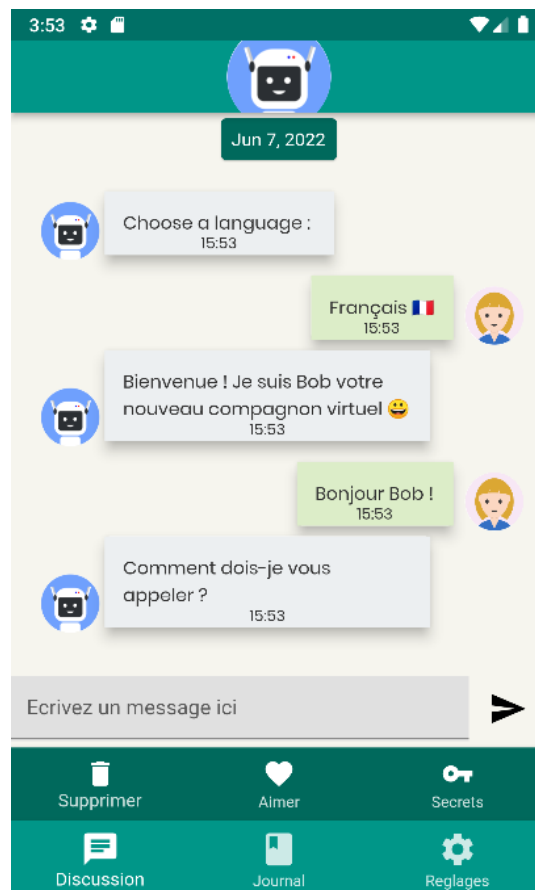 3:53
Jun 7, 2022
Choose a language :
15:53
Français 🇫🇷
15:53
Bienvenue ! Je suis Bob votre
nouveau compagnon virtuel 😀
15:53
Bonjour Bob !
15:53
Comment dois-je vous
appeler ?
15:53
Ecrivez un message ici
Supprimer Aimer Secrets
Discussion Journal Reglages